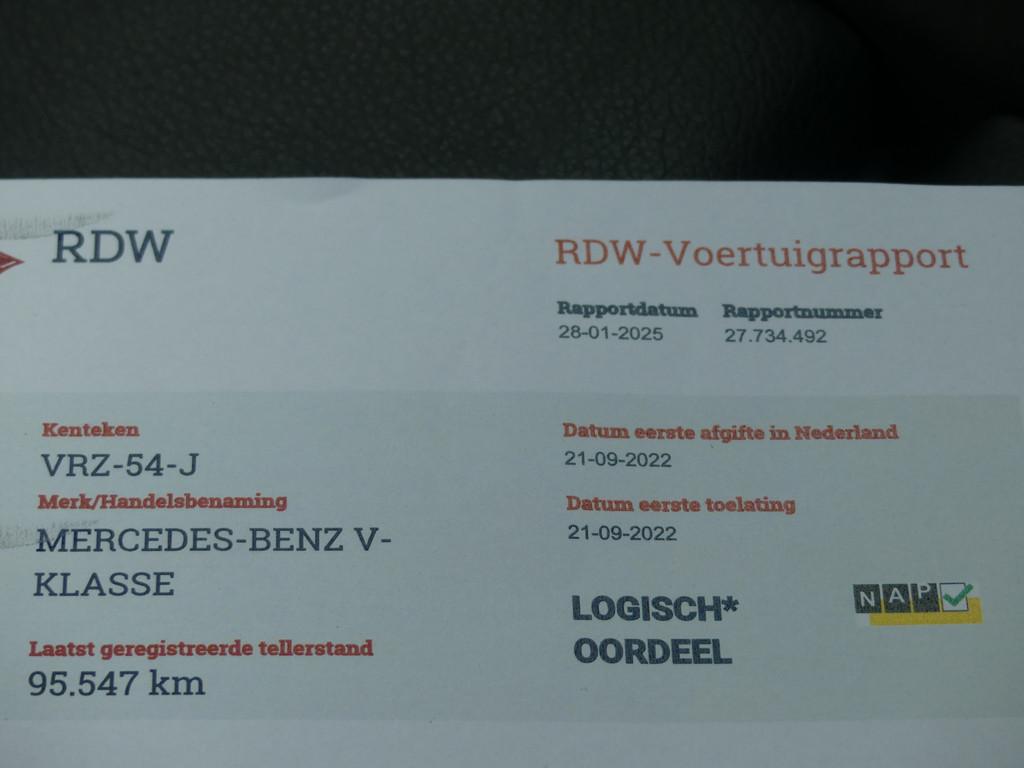 RDW
RDW-Voertuigrapport
Rapportdatum Rapportnummer
28-01-2025 27.734.492
Kenteken
VRZ-54-J
Merk/Handelsbenaming
MERCEDES-BENZ V-
KLASSE
Laatst geregistreerde tellerstand
95.547 km
Datum eerste afgifte in Nederland
21-09-2022
Datum eerste toelating
21-09-2022
LOGISCH*
OORDEEL
NAP